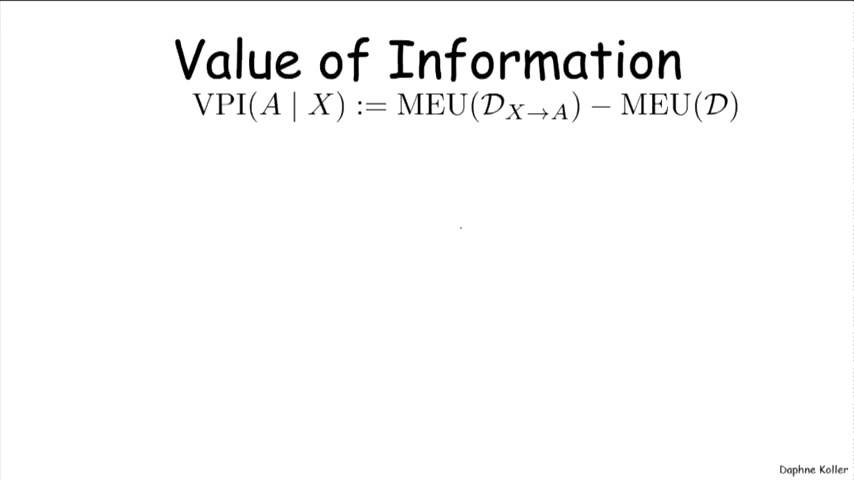 Value of Information
VPI(A | X) := MEU(𝒟_{X→A}) − MEU(𝒟)
Daphne Koller